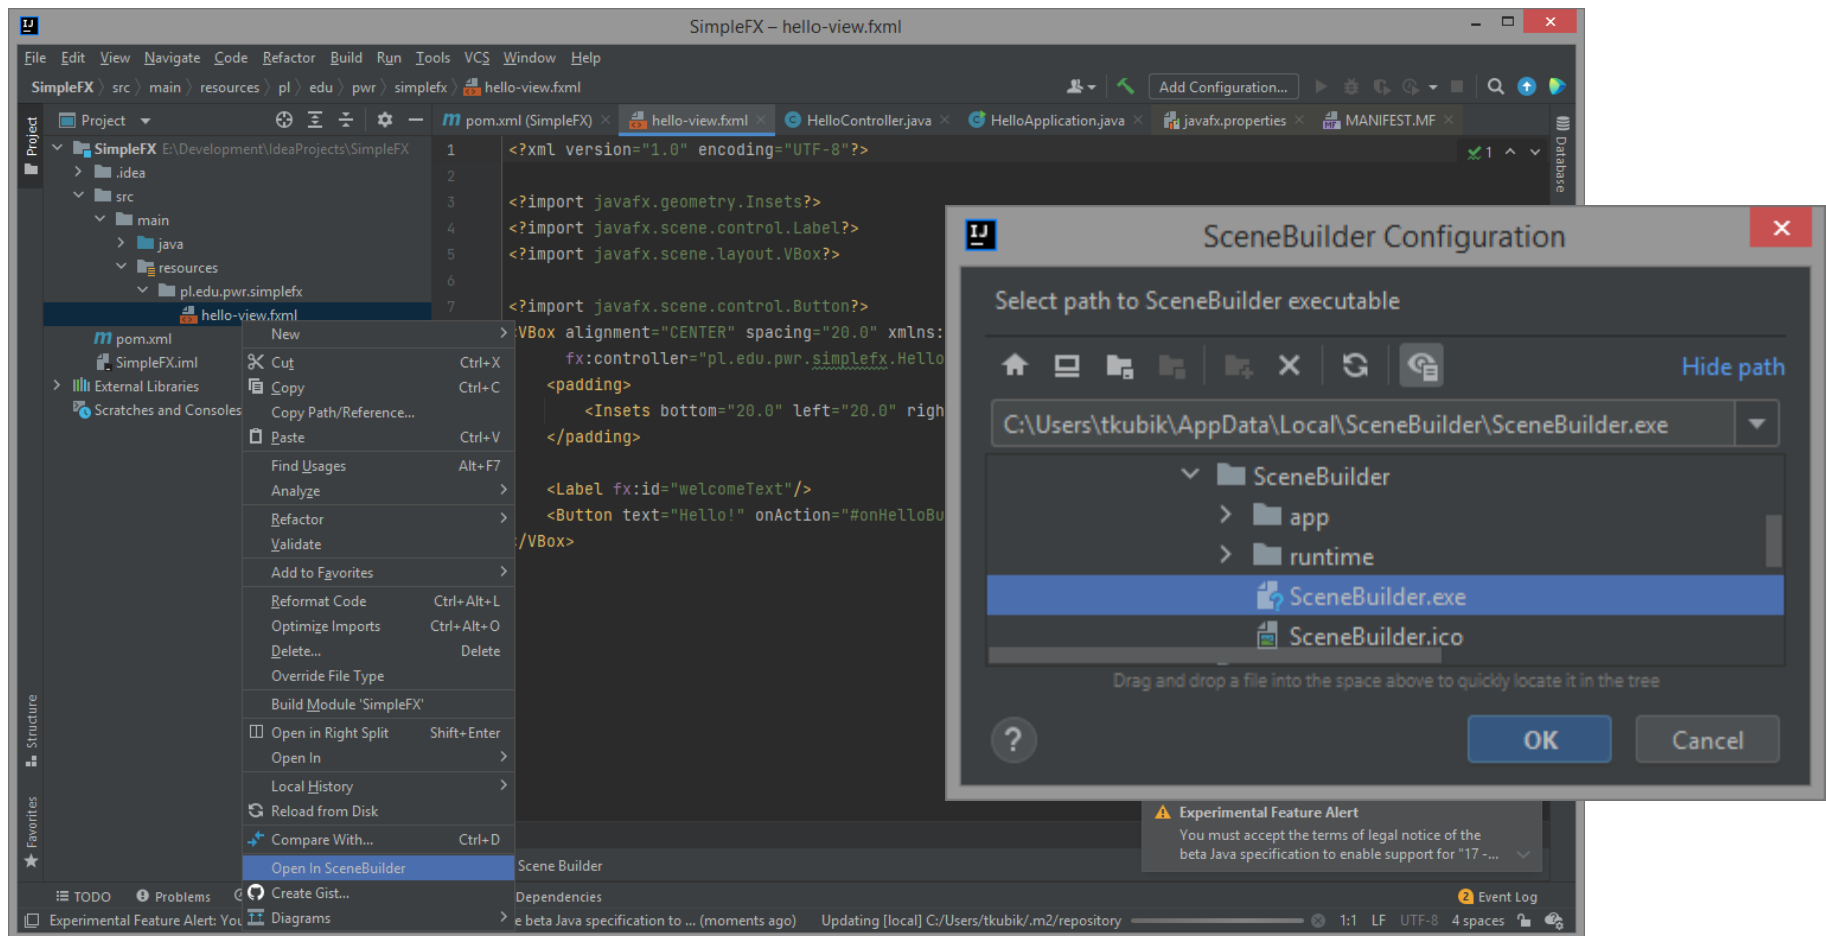 SimpleFX – hello-view.fxml
File Edit View Navigate Code Refactor Build Run Tools VCS Window Help
SimpleFX src main resources pl edu pwr simplefx hello-view.fxml
Add Configuration...
Project
pom.xml (SimpleFX) hello-view.fxml HelloController.java HelloApplication.java javafx.properties MANIFEST.MF
Project
Database
Structure
Favorites
SimpleFX E:\Development\IdeaProjects\SimpleFX
.idea
src
main
java
resources
pl.edu.pwr.simplefx
hello-view.fxml
pom.xml
SimpleFX.iml
External Libraries
Scratches and Consoles
1 <?xml version="1.0" encoding="UTF-8"?>
1
2
3 <?import javafx.geometry.Insets?>
4 <?import javafx.scene.control.Label?>
5 <?import javafx.scene.layout.VBox?>
6
7 <?import javafx.scene.control.Button?>
VBox alignment="CENTER" spacing="20.0" xmlns:
fx:controller="pl.edu.pwr.simplefx.Hello
<padding>
<Insets bottom="20.0" left="20.0" righ
</padding>
<Label fx:id="welcomeText"/>
<Button text="Hello!" onAction="#onHelloBu
/VBox>
New
Cut Ctrl+X
Copy Ctrl+C
Copy Path/Reference...
Paste Ctrl+V
Find Usages Alt+F7
Analyze
Refactor
Validate
Add to Favorites
Reformat Code Ctrl+Alt+L
Optimize Imports Ctrl+Alt+O
Delete... Delete
Override File Type
Build Module 'SimpleFX'
Open in Right Split Shift+Enter
Open In
Local History
Reload from Disk
Compare With... Ctrl+D
Open In SceneBuilder
Create Gist...
Diagrams
SceneBuilder Configuration
Select path to SceneBuilder executable
Hide path
C:\Users\tkubik\AppData\Local\SceneBuilder\SceneBuilder.exe
SceneBuilder
app
runtime
SceneBuilder.exe
SceneBuilder.ico
Drag and drop a file into the space above to quickly locate it in the tree
?
OK Cancel
Experimental Feature Alert
You must accept the terms of legal notice of the
beta Java specification to enable support for "17 -...
Scene Builder
TODO Problems Dependencies
2 Event Log
Experimental Feature Alert: You e beta Java specification to ... (moments ago) Updating [local] C:/Users/tkubik/.m2/repository 1:1 LF UTF-8 4 spaces